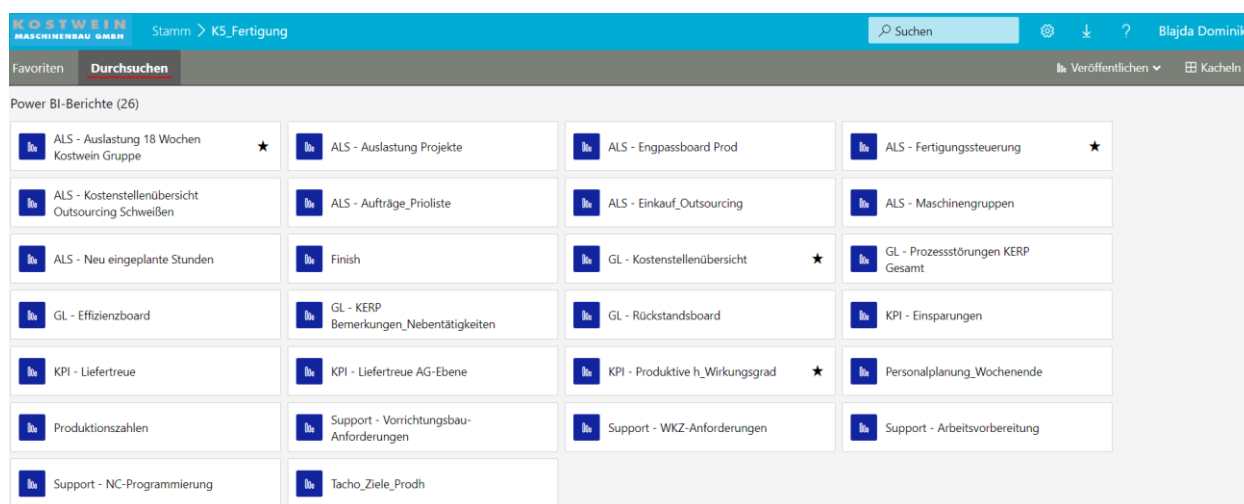 KOSTWEIN
MASCHINENBAU GMBH
Stamm > K5_Fertigung
Suchen
?
Blajda Dominik
Favoriten
Durchsuchen
Veröffentlichen
Kacheln
Power BI-Berichte (26)
ALS - Auslastung 18 Wochen
Kostwein Gruppe
ALS - Auslastung Projekte
ALS - Engpassboard Prod
ALS - Fertigungssteuerung
ALS - Kostenstellenübersicht
Outsourcing Schweißen
ALS - Aufträge_Prioliste
ALS - Einkauf_Outsourcing
ALS - Maschinengruppen
ALS - Neu eingeplante Stunden
Finish
GL - Kostenstellenübersicht
GL - Prozessstörungen KERP
Gesamt
GL - Effizienzboard
GL - KERP
Bemerkungen_Nebentätigkeiten
GL - Rückstandsboard
KPI - Einsparungen
KPI - Liefertreue
KPI - Liefertreue AG-Ebene
KPI - Produktive h_Wirkungsgrad
Personalplanung_Wochenende
Produktionszahlen
Support - Vorrichtungsbau-
Anforderungen
Support - WKZ-Anforderungen
Support - Arbeitsvorbereitung
Support - NC-Programmierung
Tacho_Ziele_Prodh